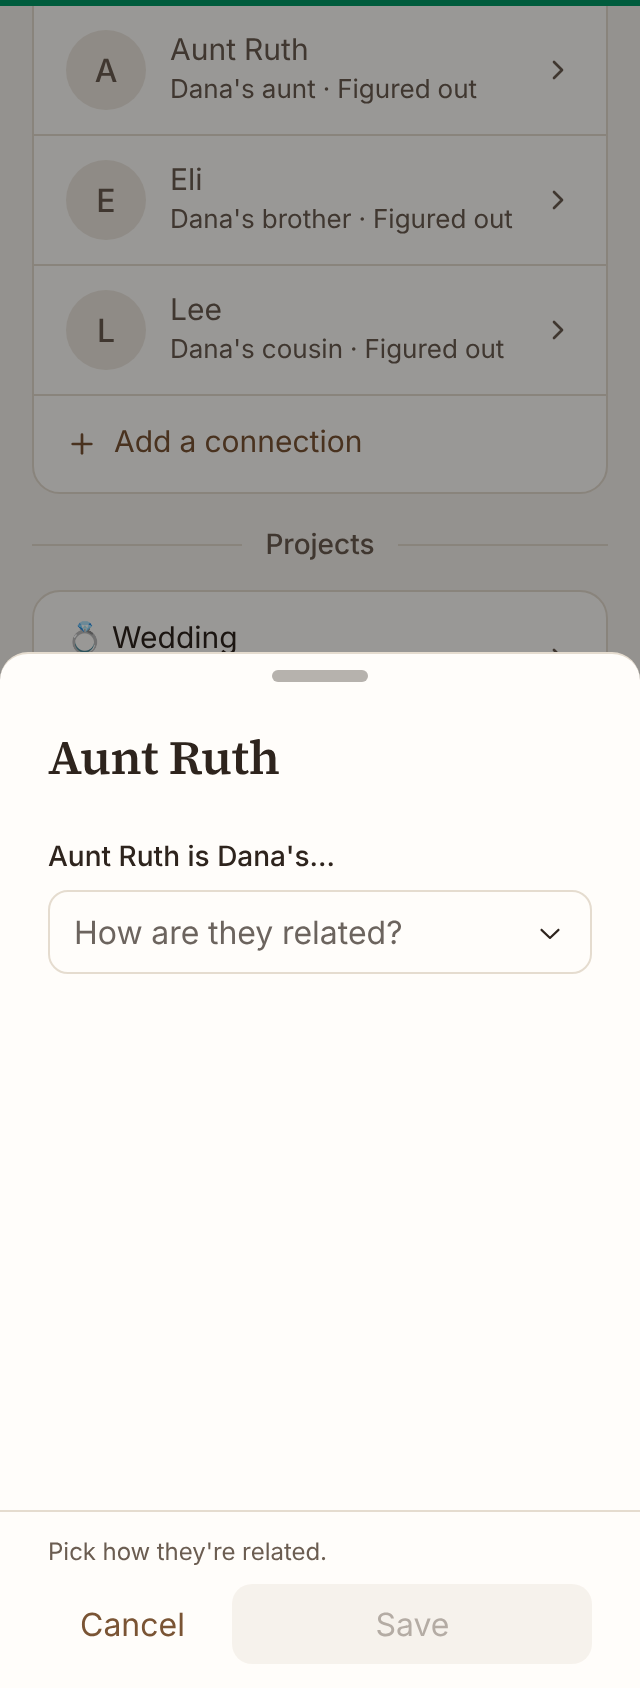 A
Aunt Ruth
Dana's aunt · Figured out
E
Eli
Dana's brother · Figured out
L
Lee
Dana's cousin · Figured out
+ Add a connection
Projects
💍 Wedding
Aunt Ruth
Aunt Ruth is Dana's...
How are they related?
Pick how they're related.
Cancel
Save